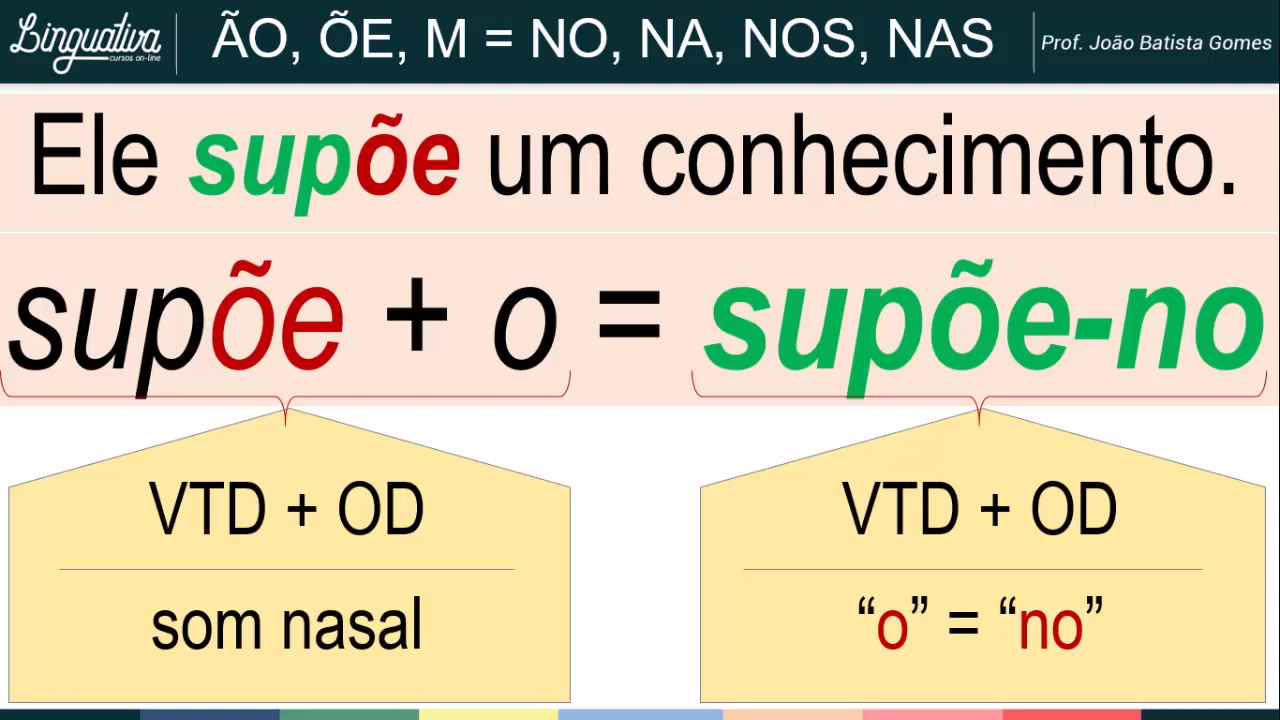 Linguativa
cursos on-line
ÃO, ÕE, M = NO, NA, NOS, NAS
Prof. João Batista Gomes
Ele supõe um conhecimento.
supõe + o = supõe-no
VTD + OD
som nasal
VTD + OD
“o” = “no”